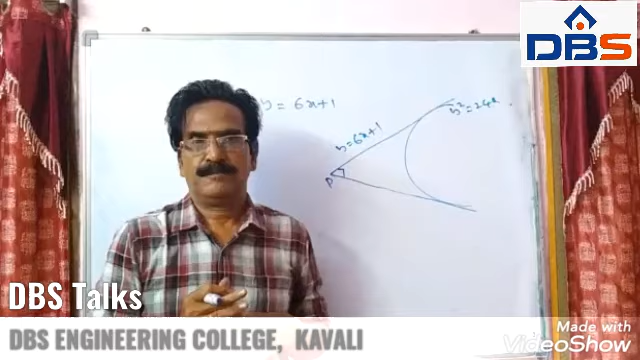 DBS
y = 6x+1
y=6x+1
y²=24x
P
DBS Talks
DBS ENGINEERING COLLEGE, KAVALI
Made with
VideoShow